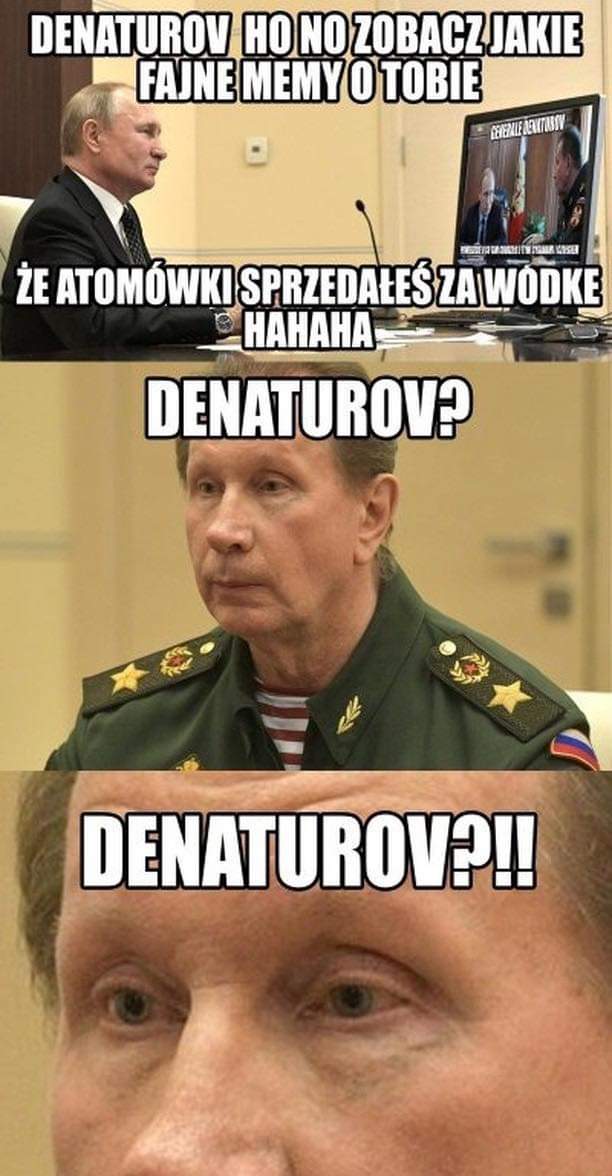 DENATUROV HO NO ZOBACZ JAKIE
FAJNE MEMY O TOBIE
GENERALE DENATUROV
ŻE ATOMÓWKI SPRZEDAŁEŚ ZA WÓDKE
HAHAHA
DENATUROV?
DENATUROV?!!